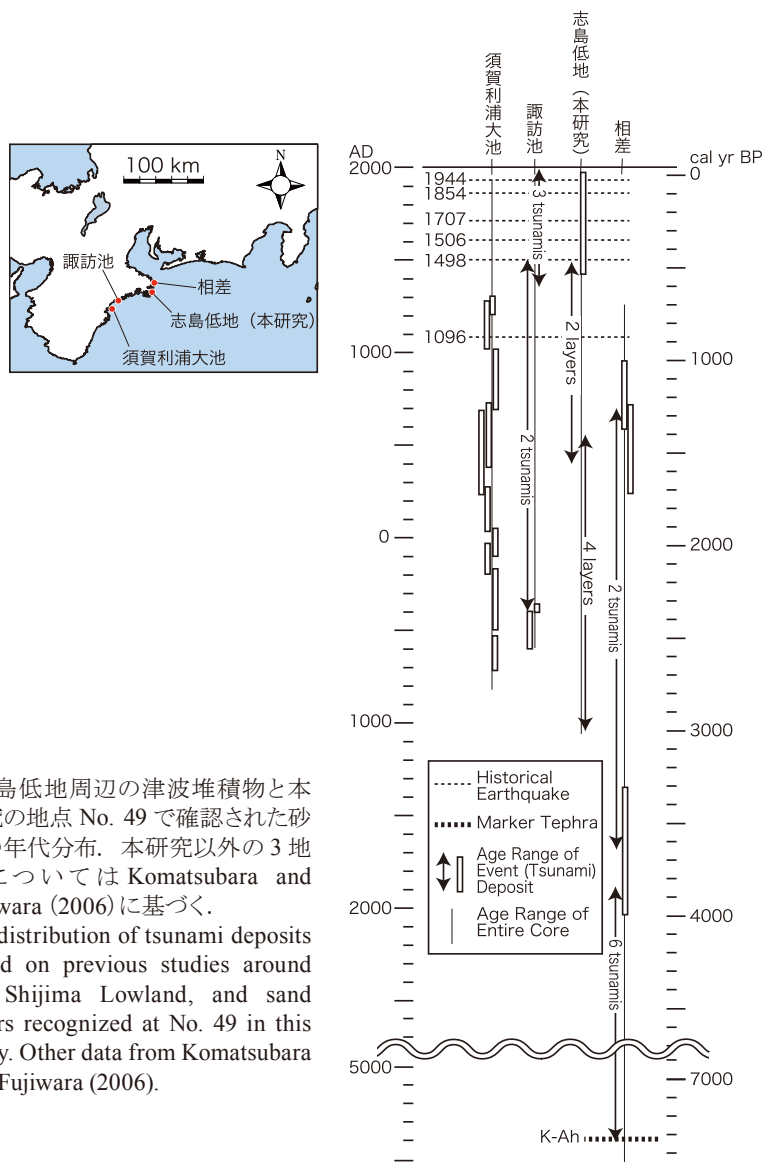 100 km
N
諏訪池
相差
志島低地（本研究）
須賀利浦大池
須賀利浦大池
諏訪池
志島低地（本研究）
相差
AD
cal yr BP
2000
0
1944
1854
1707
1506
1498
1096
1000
1000
0
2000
1000
3000
2000
4000
5000
7000
3 tsunamis
2 layers
2 tsunamis
4 layers
2 tsunamis
6 tsunamis
K-Ah
Historical
Earthquake
Marker Tephra
Age Range of
Event (Tsunami)
Deposit
Age Range of
Entire Core
島低地周辺の津波堆積物と本
の地点 No. 49 で確認された砂
年代分布．本研究以外の 3 地
については Komatsubara and
wara (2006)に基づく．
distribution of tsunami deposits
d on previous studies around
Shijima Lowland, and sand
rs recognized at No. 49 in this
y. Other data from Komatsubara
Fujiwara (2006).